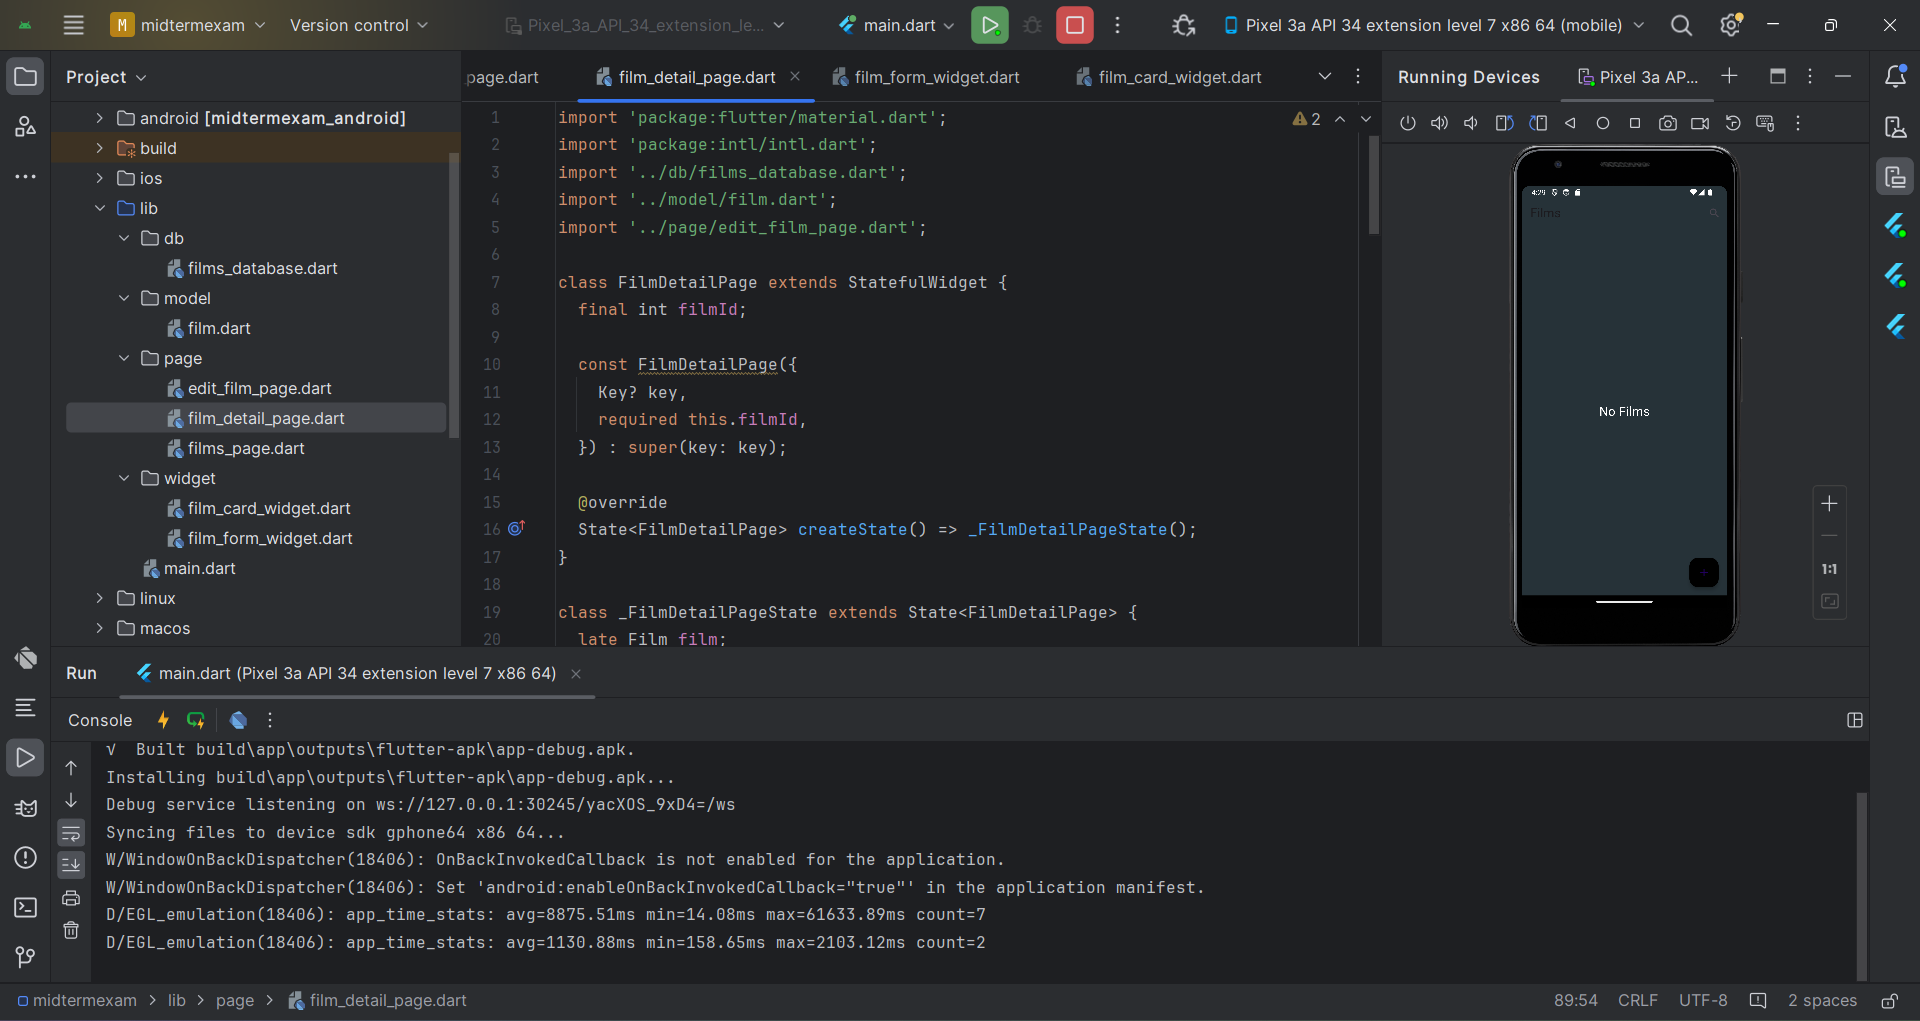 M midtermexam
Version control
Pixel_3a_API_34_extension_le...
main.dart
Pixel 3a API 34 extension level 7 x86 64 (mobile)
Project
page.dart
film_detail_page.dart
film_form_widget.dart
film_card_widget.dart
Running Devices
Pixel 3a AP...
android [midtermexam_android]
build
ios
lib
db
films_database.dart
model
film.dart
page
edit_film_page.dart
film_detail_page.dart
films_page.dart
widget
film_card_widget.dart
film_form_widget.dart
main.dart
linux
macos
2
1 import 'package:flutter/material.dart';
2 import 'package:intl/intl.dart';
3 import '../db/films_database.dart';
4 import '../model/film.dart';
5 import '../page/edit_film_page.dart';
6
7 class FilmDetailPage extends StatefulWidget {
8 final int filmId;
9
10 const FilmDetailPage({
11 Key? key,
12 required this.filmId,
13 }) : super(key: key);
14
15 @override
16 State<FilmDetailPage> createState() => _FilmDetailPageState();
17 }
18
19 class _FilmDetailPageState extends State<FilmDetailPage> {
20 late Film film;
4:29
Films
No Films
1:1
Run
main.dart (Pixel 3a API 34 extension level 7 x86 64)
Console
√ Built build\app\outputs\flutter-apk\app-debug.apk.
Installing build\app\outputs\flutter-apk\app-debug.apk...
Debug service listening on ws://127.0.0.1:30245/yacXOS_9xD4=/ws
Syncing files to device sdk gphone64 x86 64...
W/WindowOnBackDispatcher(18406): OnBackInvokedCallback is not enabled for the application.
W/WindowOnBackDispatcher(18406): Set 'android:enableOnBackInvokedCallback="true"' in the application manifest.
D/EGL_emulation(18406): app_time_stats: avg=8875.51ms min=14.08ms max=61633.89ms count=7
D/EGL_emulation(18406): app_time_stats: avg=1130.88ms min=158.65ms max=2103.12ms count=2
midtermexam > lib > page > film_detail_page.dart
89:54 CRLF UTF-8 2 spaces